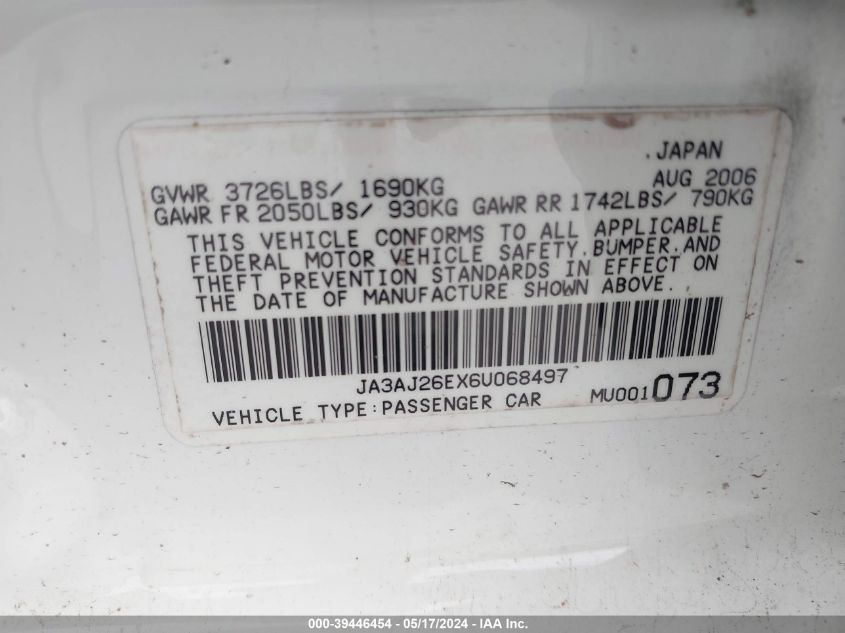 .JAPAN
GVWR 3726LBS/ 1690KG AUG 2006
GAWR FR 2050LBS/ 930KG GAWR RR 1742LBS/ 790KG
THIS VEHICLE CONFORMS TO ALL APPLICABLE
FEDERAL MOTOR VEHICLE SAFETY.BUMPER.AND
THEFT PREVENTION STANDARDS IN EFFECT ON
THE DATE OF MANUFACTURE SHOWN ABOVE.
JA3AJ26EX6U068497
VEHICLE TYPE:PASSENGER CAR MU001073
000-39446454 / 05/17/2024 - IAA Inc.